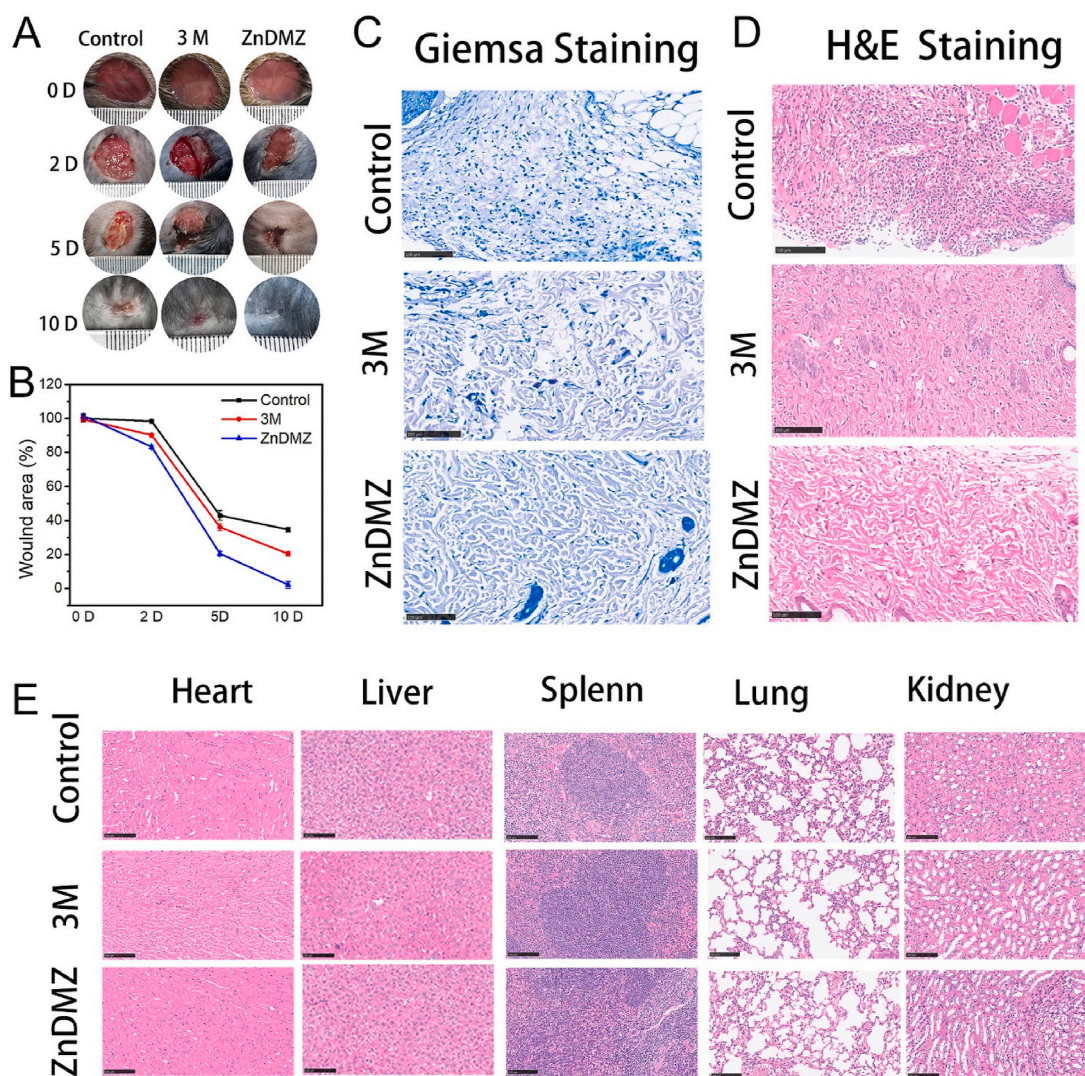 A
Control 3 M ZnDMZ
0 D
2 D
5 D
10 D
B
120
100
80
60
40
20
0
Wound area (%)
Control
3M
ZnDMZ
0 D 2 D 5D 10 D
C
Giemsa Staining
Control
3M
ZnDMZ
D
H&E Staining
Control
3M
ZnDMZ
E
Heart Liver Splenn Lung Kidney
Control
3M
ZnDMZ